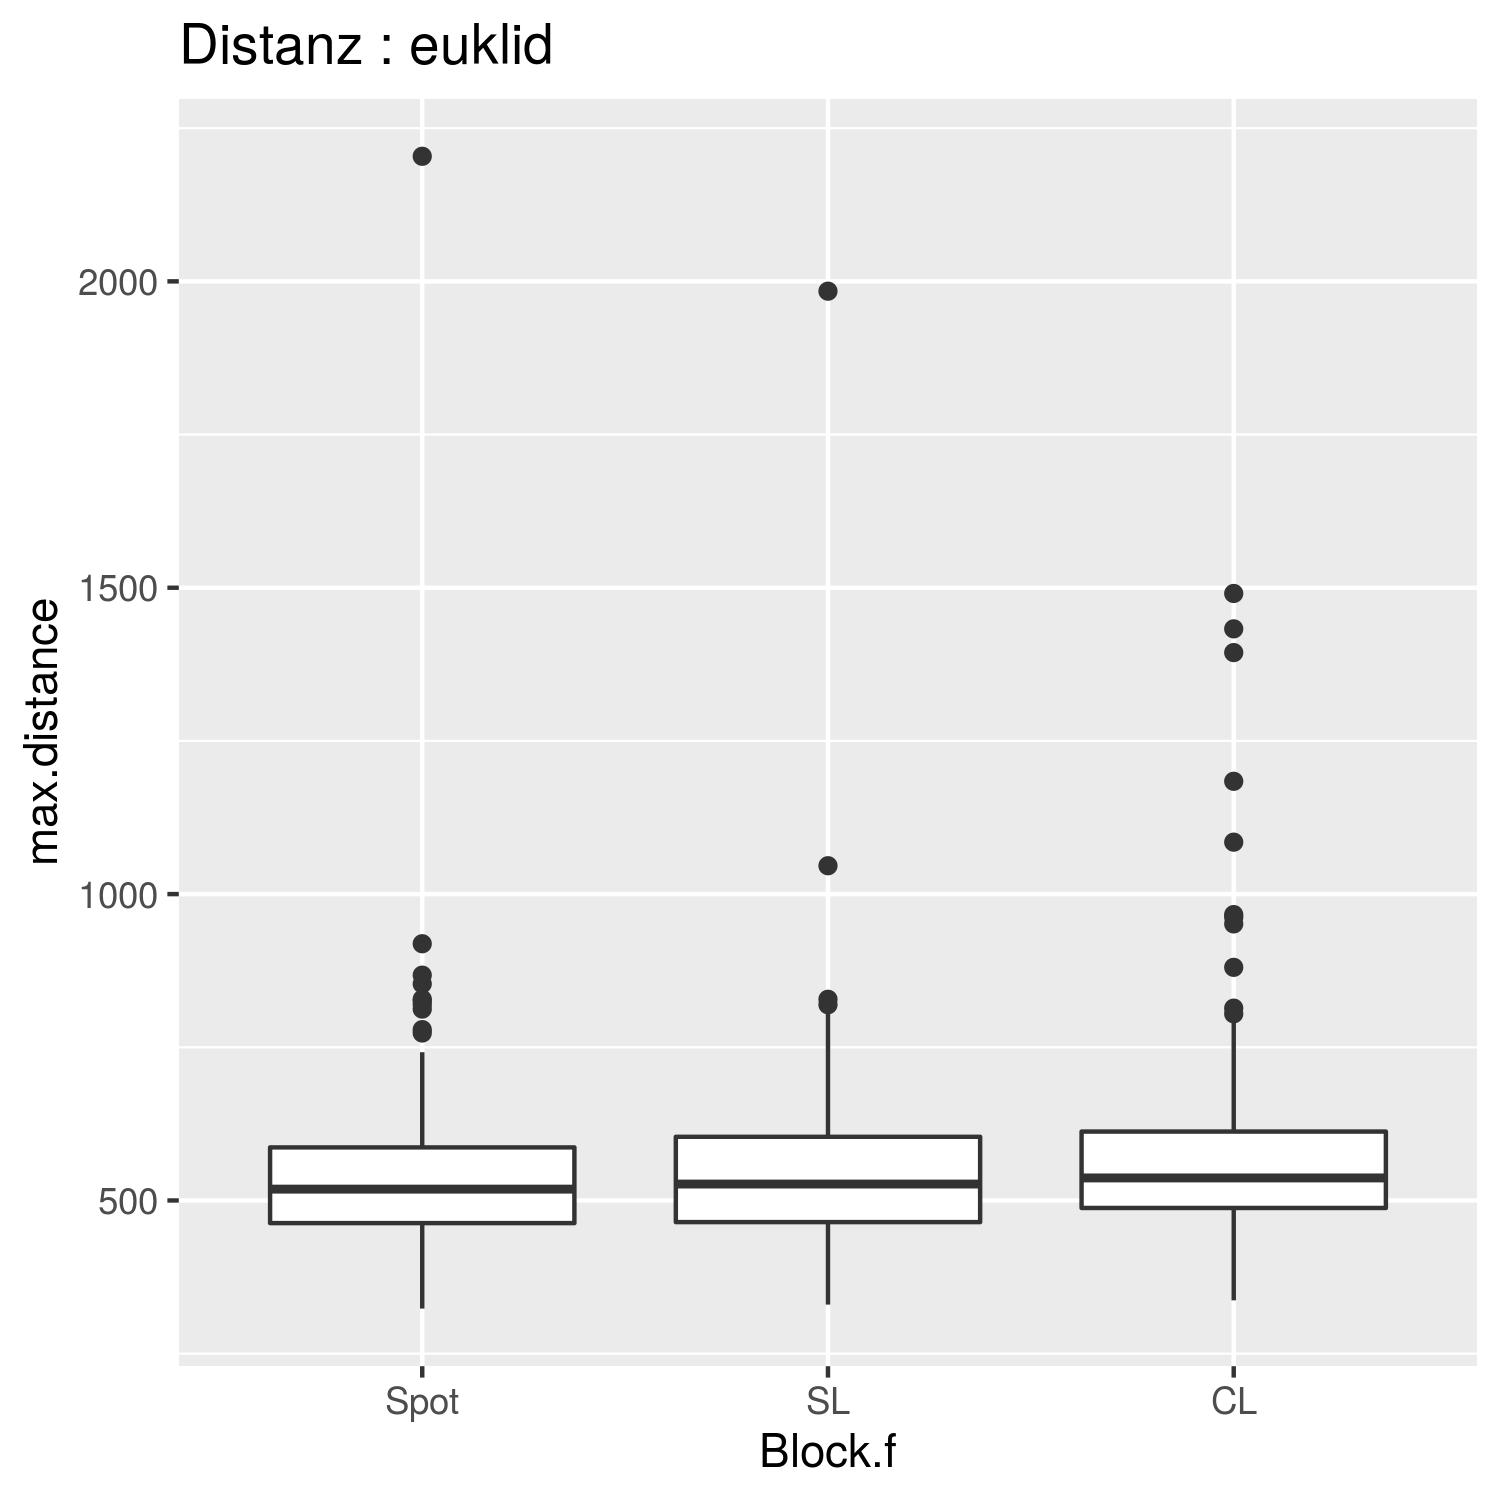 Distanz : euklid
max.distance
2000
1500
1000
500
Spot SL CL
Block.f